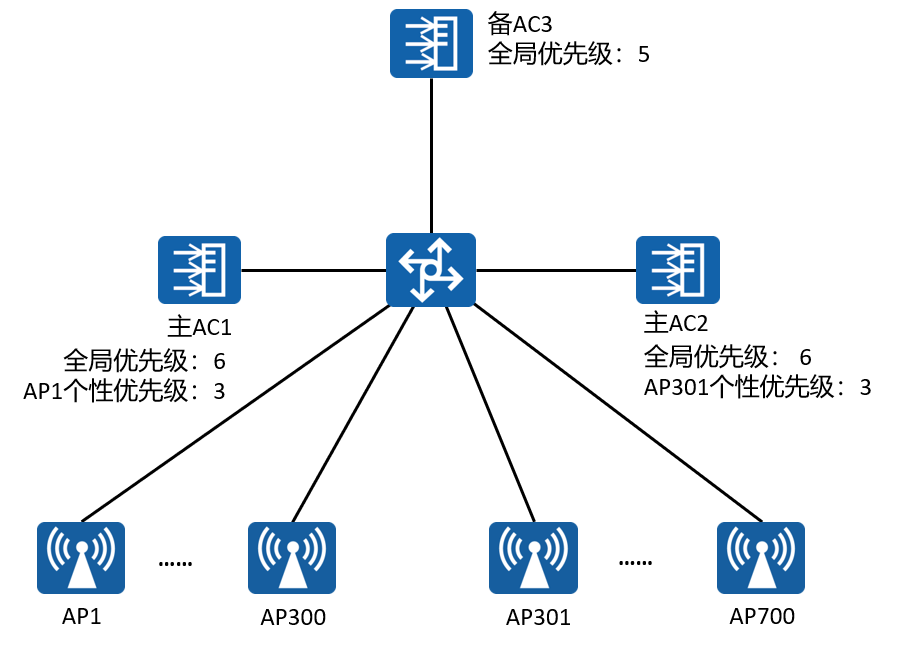 备AC3
全局优先级：5
主AC1
全局优先级：6
AP1个性优先级：3
主AC2
全局优先级： 6
AP301个性优先级：3
AP1
……
AP300
AP301
……
AP700